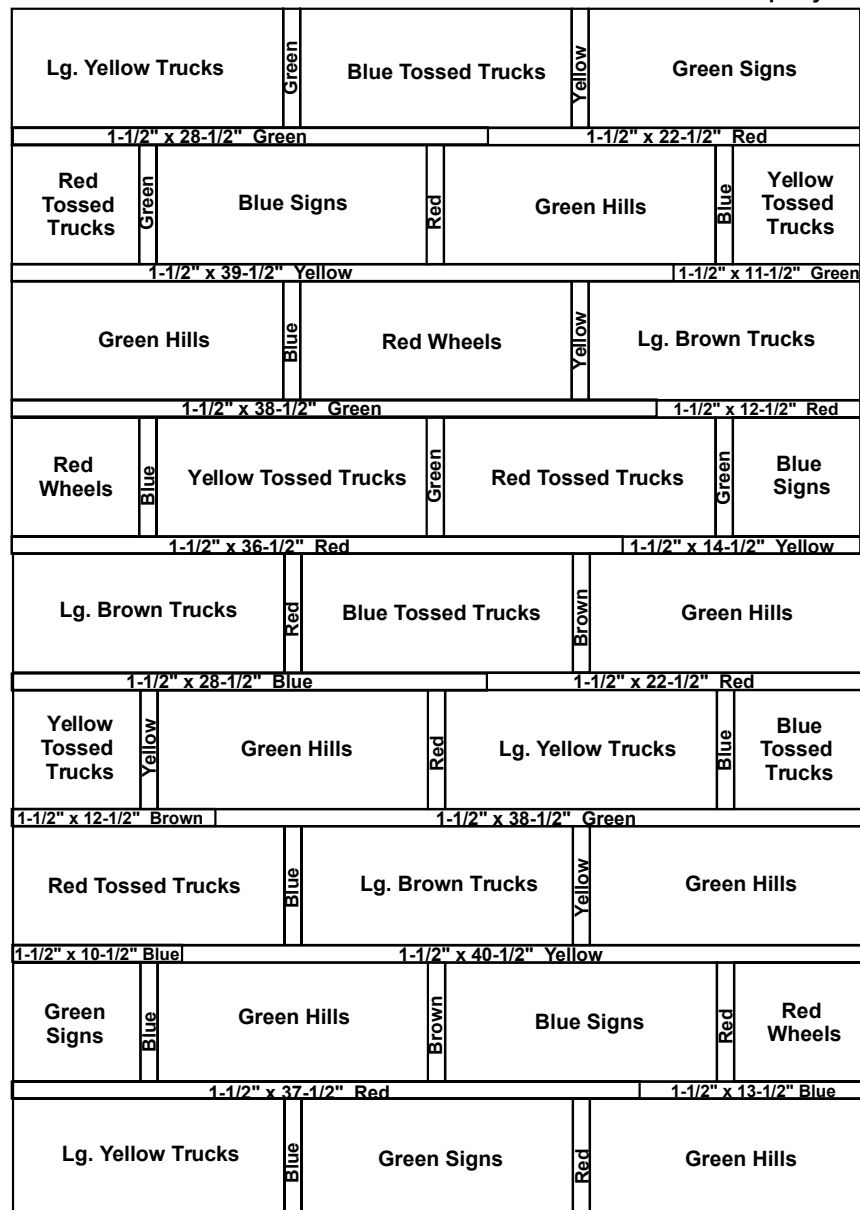 Lg. Yellow Trucks
Green
Blue Tossed Trucks
Yellow
Green Signs
1-1/2" x 28-1/2" Green
1-1/2" x 22-1/2" Red
Red
Tossed
Trucks
Green
Blue Signs
Red
Green Hills
Blue
Yellow
Tossed
Trucks
1-1/2" x 39-1/2" Yellow
1-1/2" x 11-1/2" Green
Green Hills
Blue
Red Wheels
Yellow
Lg. Brown Trucks
1-1/2" x 38-1/2" Green
1-1/2" x 12-1/2" Red
Red
Wheels
Blue
Yellow Tossed Trucks
Green
Red Tossed Trucks
Green
Blue
Signs
1-1/2" x 36-1/2" Red
1-1/2" x 14-1/2" Yellow
Lg. Brown Trucks
Red
Blue Tossed Trucks
Brown
Green Hills
1-1/2" x 28-1/2" Blue
1-1/2" x 22-1/2" Red
Yellow
Tossed
Trucks
Yellow
Green Hills
Red
Lg. Yellow Trucks
Blue
Blue
Tossed
Trucks
1-1/2" x 12-1/2" Brown
1-1/2" x 38-1/2" Green
Red Tossed Trucks
Blue
Lg. Brown Trucks
Yellow
Green Hills
1-1/2" x 10-1/2" Blue
1-1/2" x 40-1/2" Yellow
Green
Signs
Blue
Green Hills
Brown
Blue Signs
Red
Red
Wheels
1-1/2" x 37-1/2" Red
1-1/2" x 13-1/2" Blue
Lg. Yellow Trucks
Blue
Green Signs
Red
Green Hills